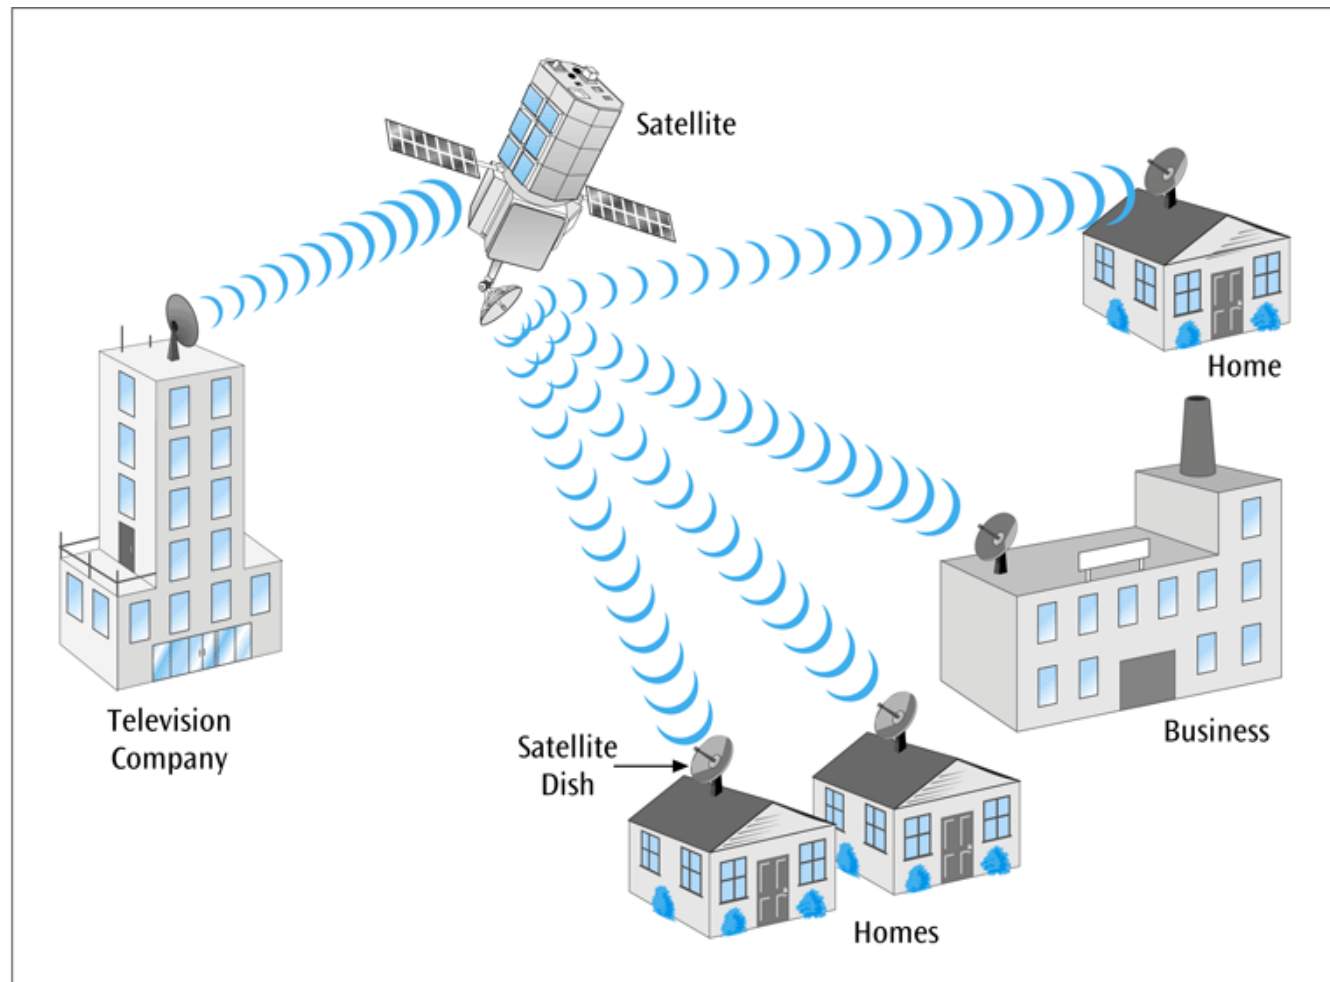 Satellite
Home
Business
Television
Company
Satellite
Dish
Homes